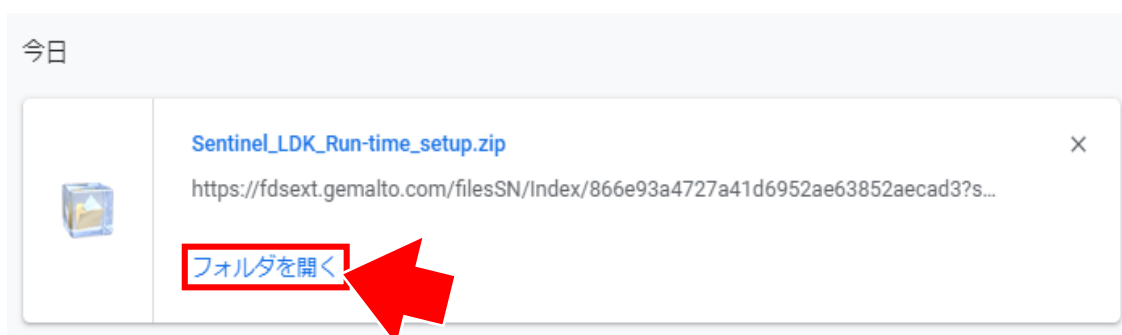 今日
Sentinel_LDK_Run-time_setup.zip
https://fdsext.gemalto.com/filesSN/Index/866e93a4727a41d6952ae63852aecad3?s...
フォルダを開く